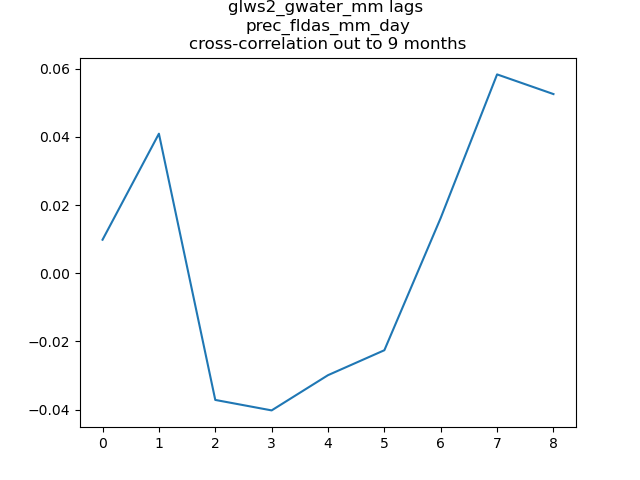 glws2_gwater_mm lags
prec_fldas_mm_day
cross-correlation out to 9 months
0.06
0.04
0.02
0.00
−0.02
−0.04
0 1 2 3 4 5 6 7 8